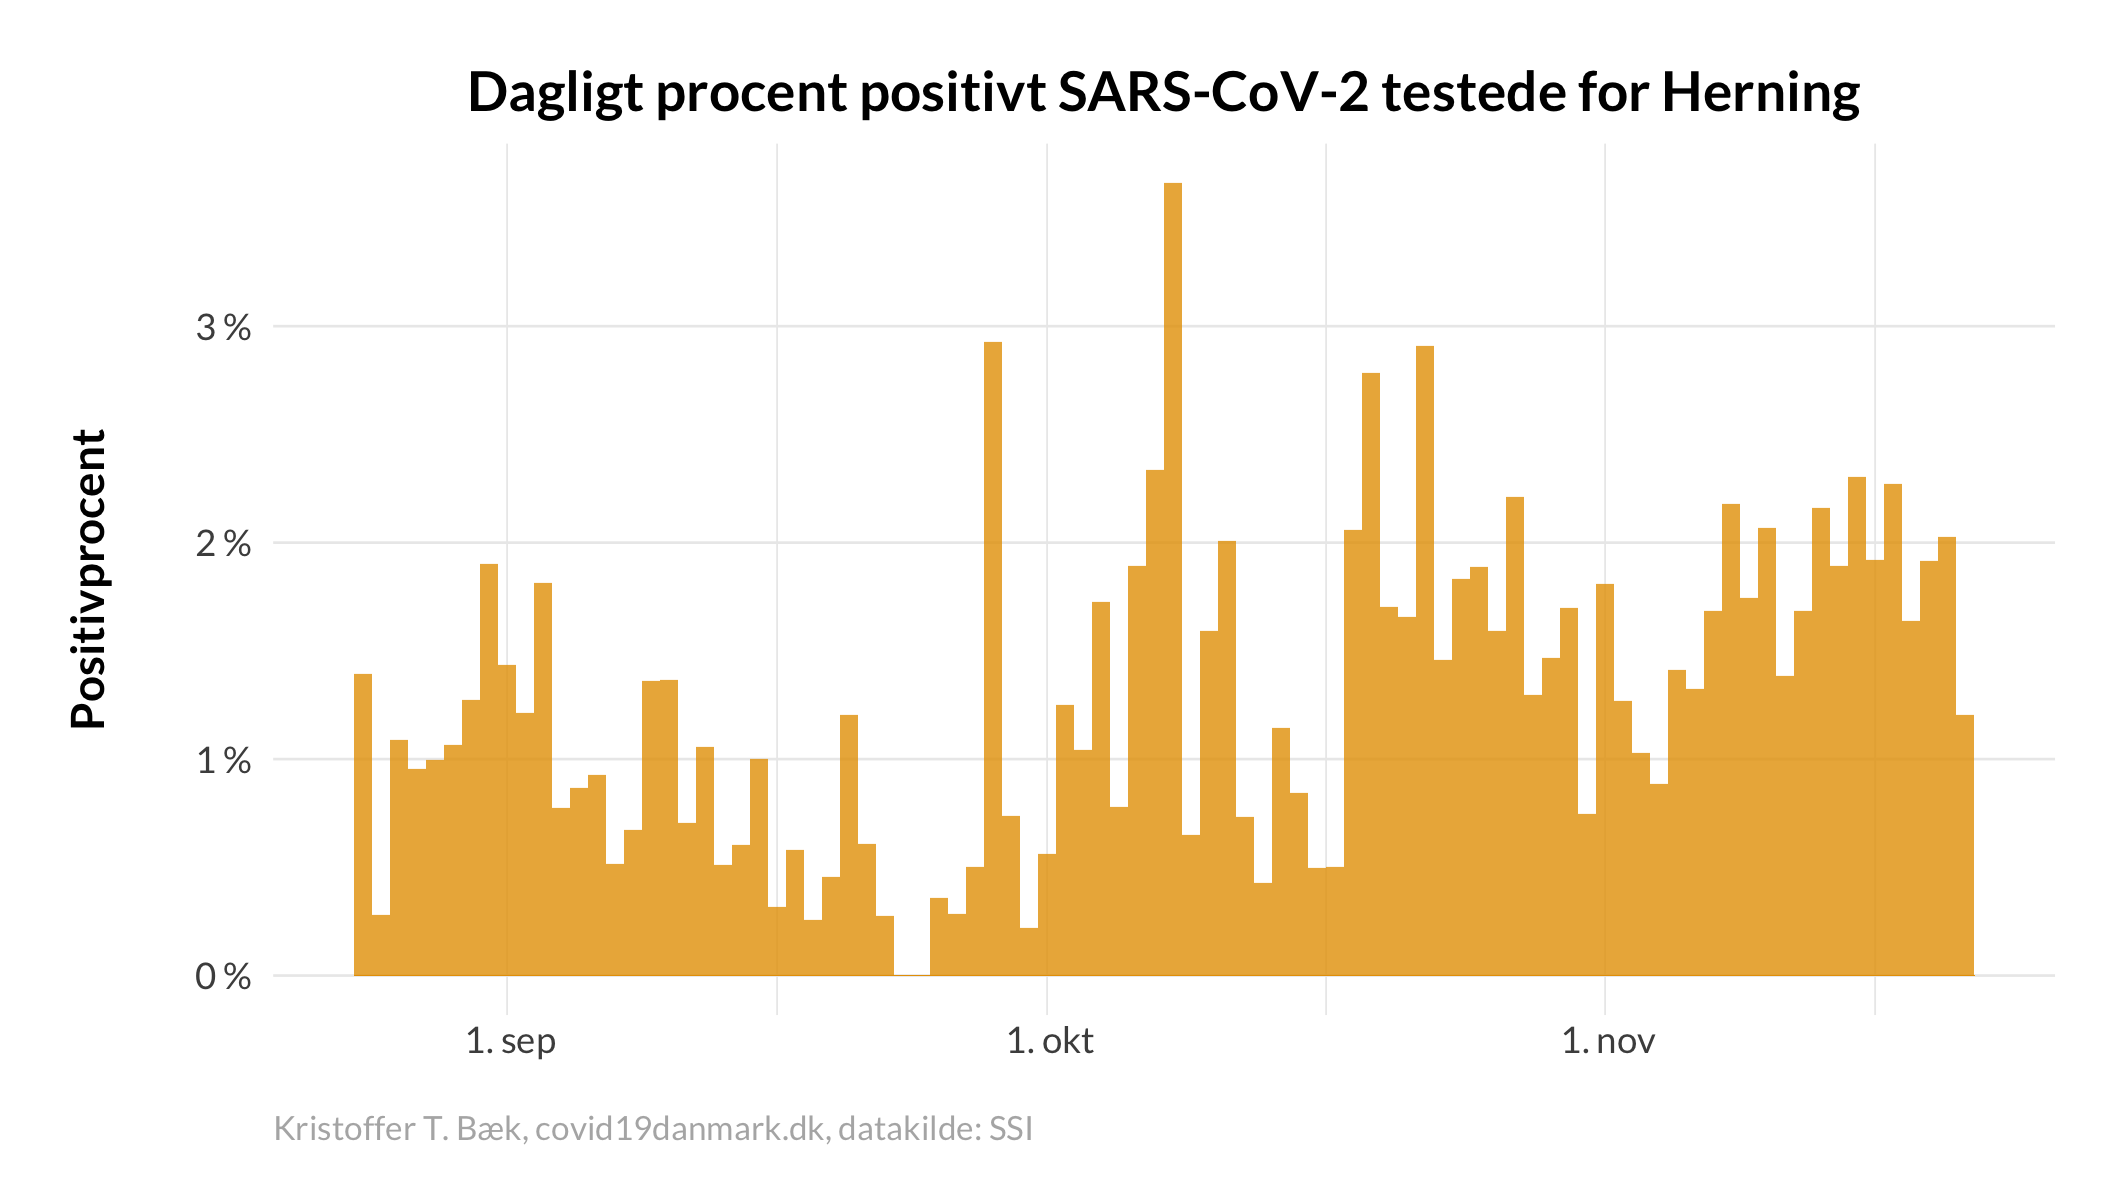 Dagligt procent positivt SARS-CoV-2 testede for Herning
Positivprocent
3 %
2 %
1 %
0 %
1. sep
1. okt
1. nov
Kristoffer T. Bæk, covid19danmark.dk, datakilde: SSI